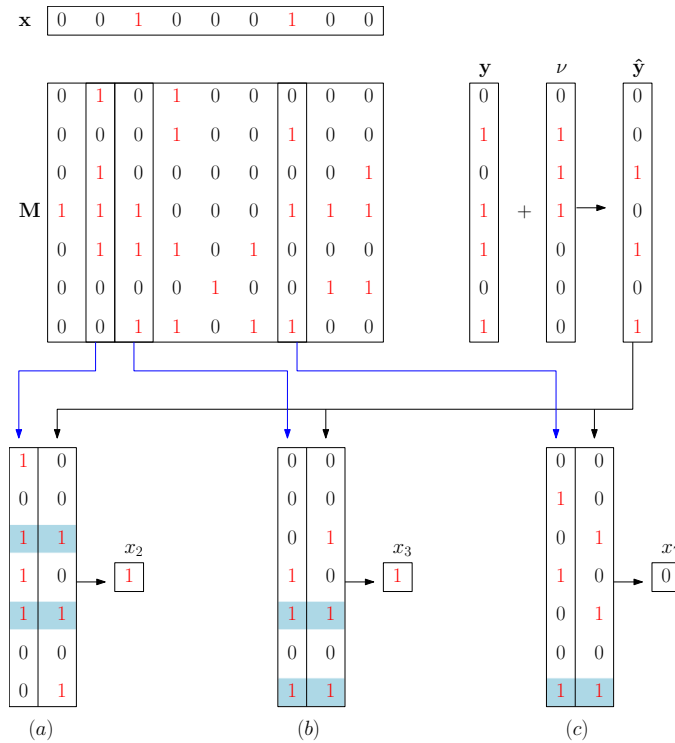 x 0 0 1 0 0 0 1 0 0
y ν ŷ
0 1 0 1 0 0 0 0 0 0 0 0
0 0 0 1 0 0 1 0 0 1 1 0
0 1 0 0 0 0 0 0 1 0 1 1
M 1 1 1 0 0 0 1 1 1 1 + 1 0
0 1 1 1 0 1 0 0 0 1 0 1
0 0 0 0 1 0 0 1 1 0 0 0
0 0 1 1 0 1 1 0 0 1 0 1
1 0 0 0 0 0
0 0 0 0 1 0
1 1 x₂ 0 1 x₃ 0 1
1 0 1 1 0 1 1 0 0
1 1 1 1 0 1
0 0 0 0 0 0
0 1 1 1 1 1
(a) (b) (c)